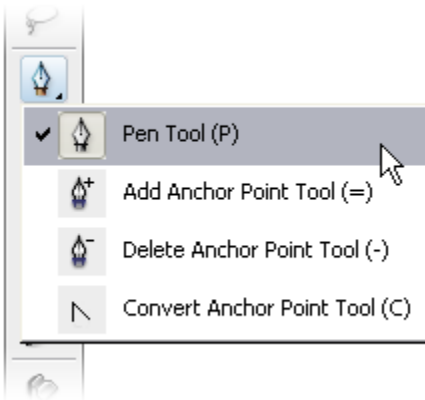 Pen Tool (P)
Add Anchor Point Tool (=)
Delete Anchor Point Tool (-)
Convert Anchor Point Tool (C)